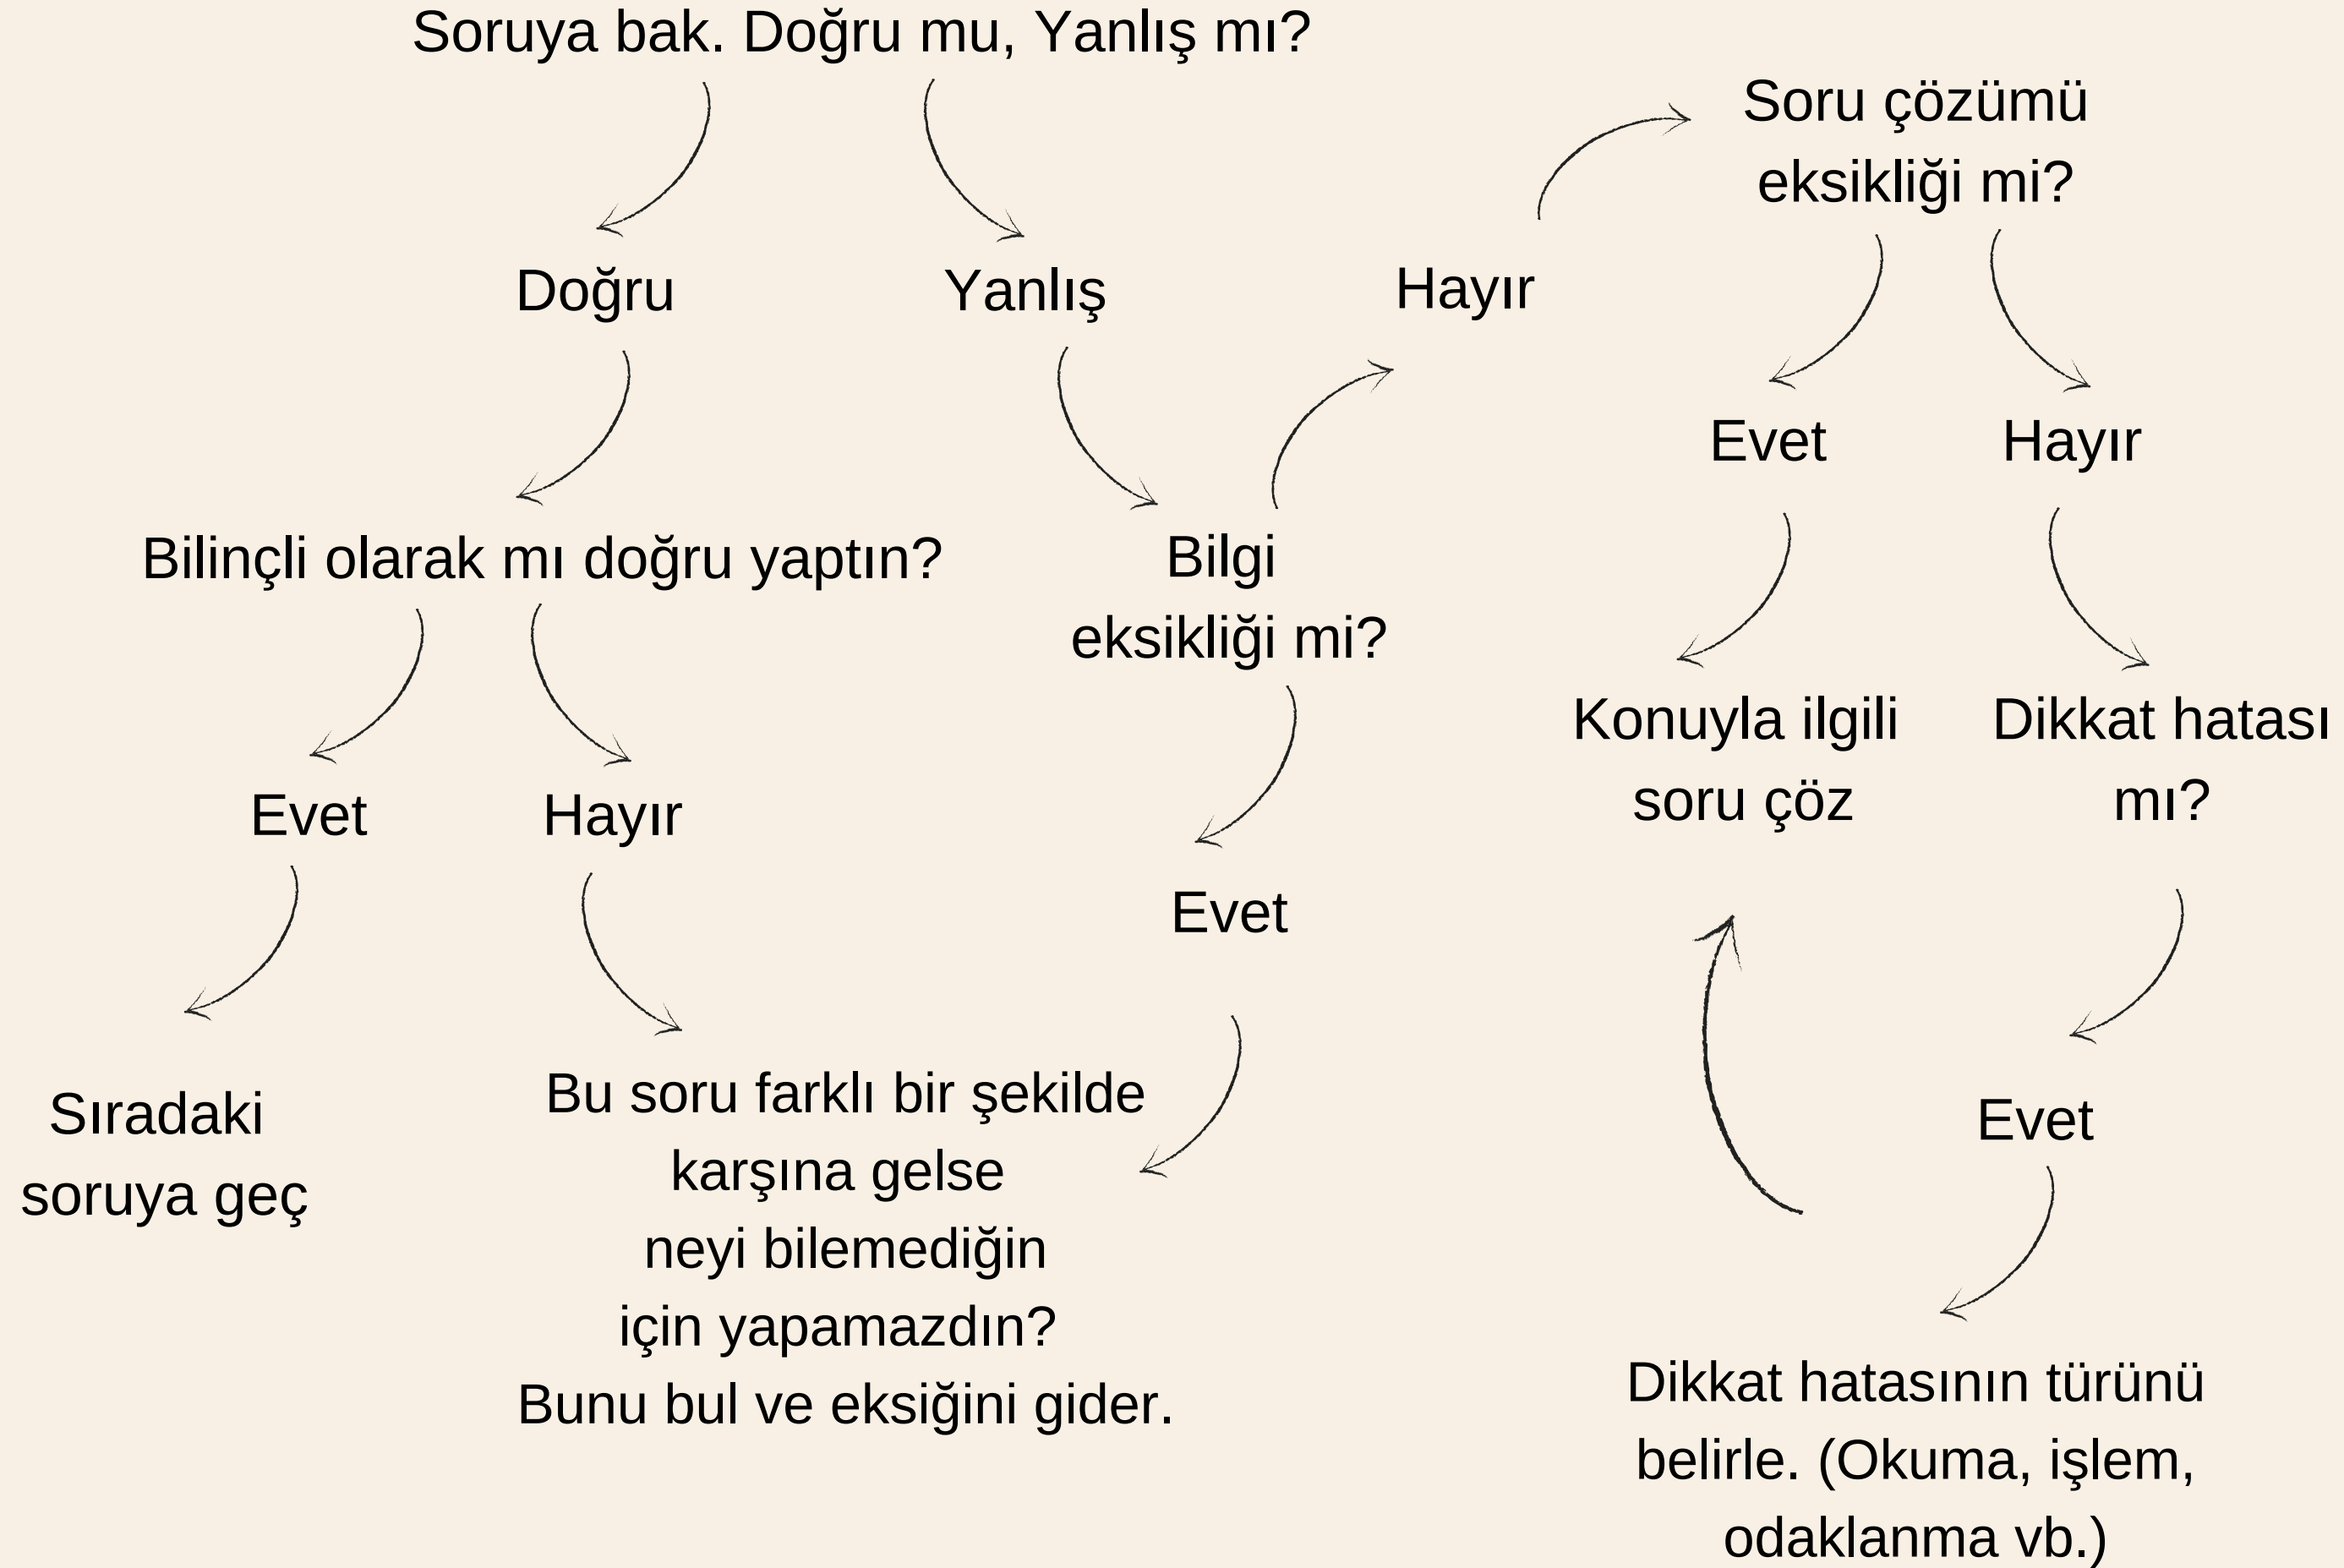 Soruya bak. Doğru mu, Yanlış mı?
Doğru
Yanlış
Bilinçli olarak mı doğru yaptın?
Evet
Hayır
Sıradaki
soruya geç
Bu soru farklı bir şekilde
karşına gelse
neyi bilemediğin
için yapamazdın?
Bunu bul ve eksiğini gider.
Bilgi
eksikliği mi?
Evet
Hayır
Soru çözümü
eksikliği mi?
Evet
Hayır
Konuyla ilgili
soru çöz
Dikkat hatası
mı?
Evet
Dikkat hatasının türünü
belirle. (Okuma, işlem,
odaklanma vb.)